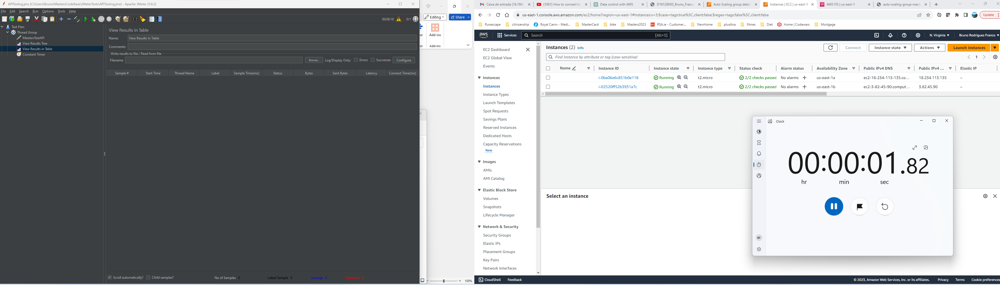 APITesting.jmx (C:\Users\Bruno\MastersCodeBase\JMeterTests\APITesting.jmx) - Apache JMeter (5.6.2)
File Edit Search Run Options Tools Help
00:06:18 0/1
Test Plan
Thread Group
MastersTestAPI
View Results Tree
View Results in Table
Constant Timer
View Results in Table
Name: View Results in Table
Comments:
Write results to file / Read from file
Filename Browse... Log/Display Only: Errors Successes Configure
Sample # Start Time Thread Name Label Sample Time(ms) Status Bytes Sent Bytes Latency Connect Time(ms)
Scroll automatically? Child samples? No of Samples 0 Latest Sample 0 Average 0 Deviation 0
Editing Share
or Add-ins
or Add-ins
100%
Caixa de entrada (16.194) (1061) How to connect to Data control with AWS D16128650_Bruno_Franco Auto Scaling group detail Instances | EC2 | us-east-1 AWS FIS | us-east-1 auto-scaling-group-mast
us-east-1.console.aws.amazon.com/ec2/home?region=us-east-1#Instances:v=3;$case=tags:true%5C,client:false;$regex=tags:false%5C,client:false
Update
Runescape citinzenship Royal Canin - Medi... MasterCard bike Masters2023 RSA.ie - Customer... NewHome plusAna filmes Diet Home | Codewars Mortgage
aws Services Search [Alt+S] N. Virginia Bruno Rodrigues Franco
EC2 Dashboard
EC2 Global View
Events
Instances
Instances
Instance Types
Launch Templates
Spot Requests
Savings Plans
Reserved Instances
Dedicated Hosts
Capacity Reservations
New
Images
AMIs
AMI Catalog
Elastic Block Store
Volumes
Snapshots
Lifecycle Manager
Network & Security
Security Groups
Elastic IPs
Placement Groups
Key Pairs
Network Interfaces
Instances (2) Info
Connect Instance state Actions Launch instances
Find Instance by attribute or tag (case-sensitive)
1
Name Instance ID Instance state Instance type Status check Alarm status Availability Zone Public IPv4 DNS Public IPv4 ... Elastic IP
i-0ba06e6c851b0e118 Running t2.micro 2/2 checks passed No alarms us-east-1a ec2-18-234-113-135.co... 18.234.113.135 –
i-02520ff52b3931a7c Running t2.micro 2/2 checks passed No alarms us-east-1b ec2-3-82-45-90.comput... 3.82.45.90 –
Select an instance
Clock
00:00:01.82
hr min sec
BF
CloudShell Feedback
© 2023, Amazon Web Services, Inc. or its affiliates. Privacy Terms Cookie preferences